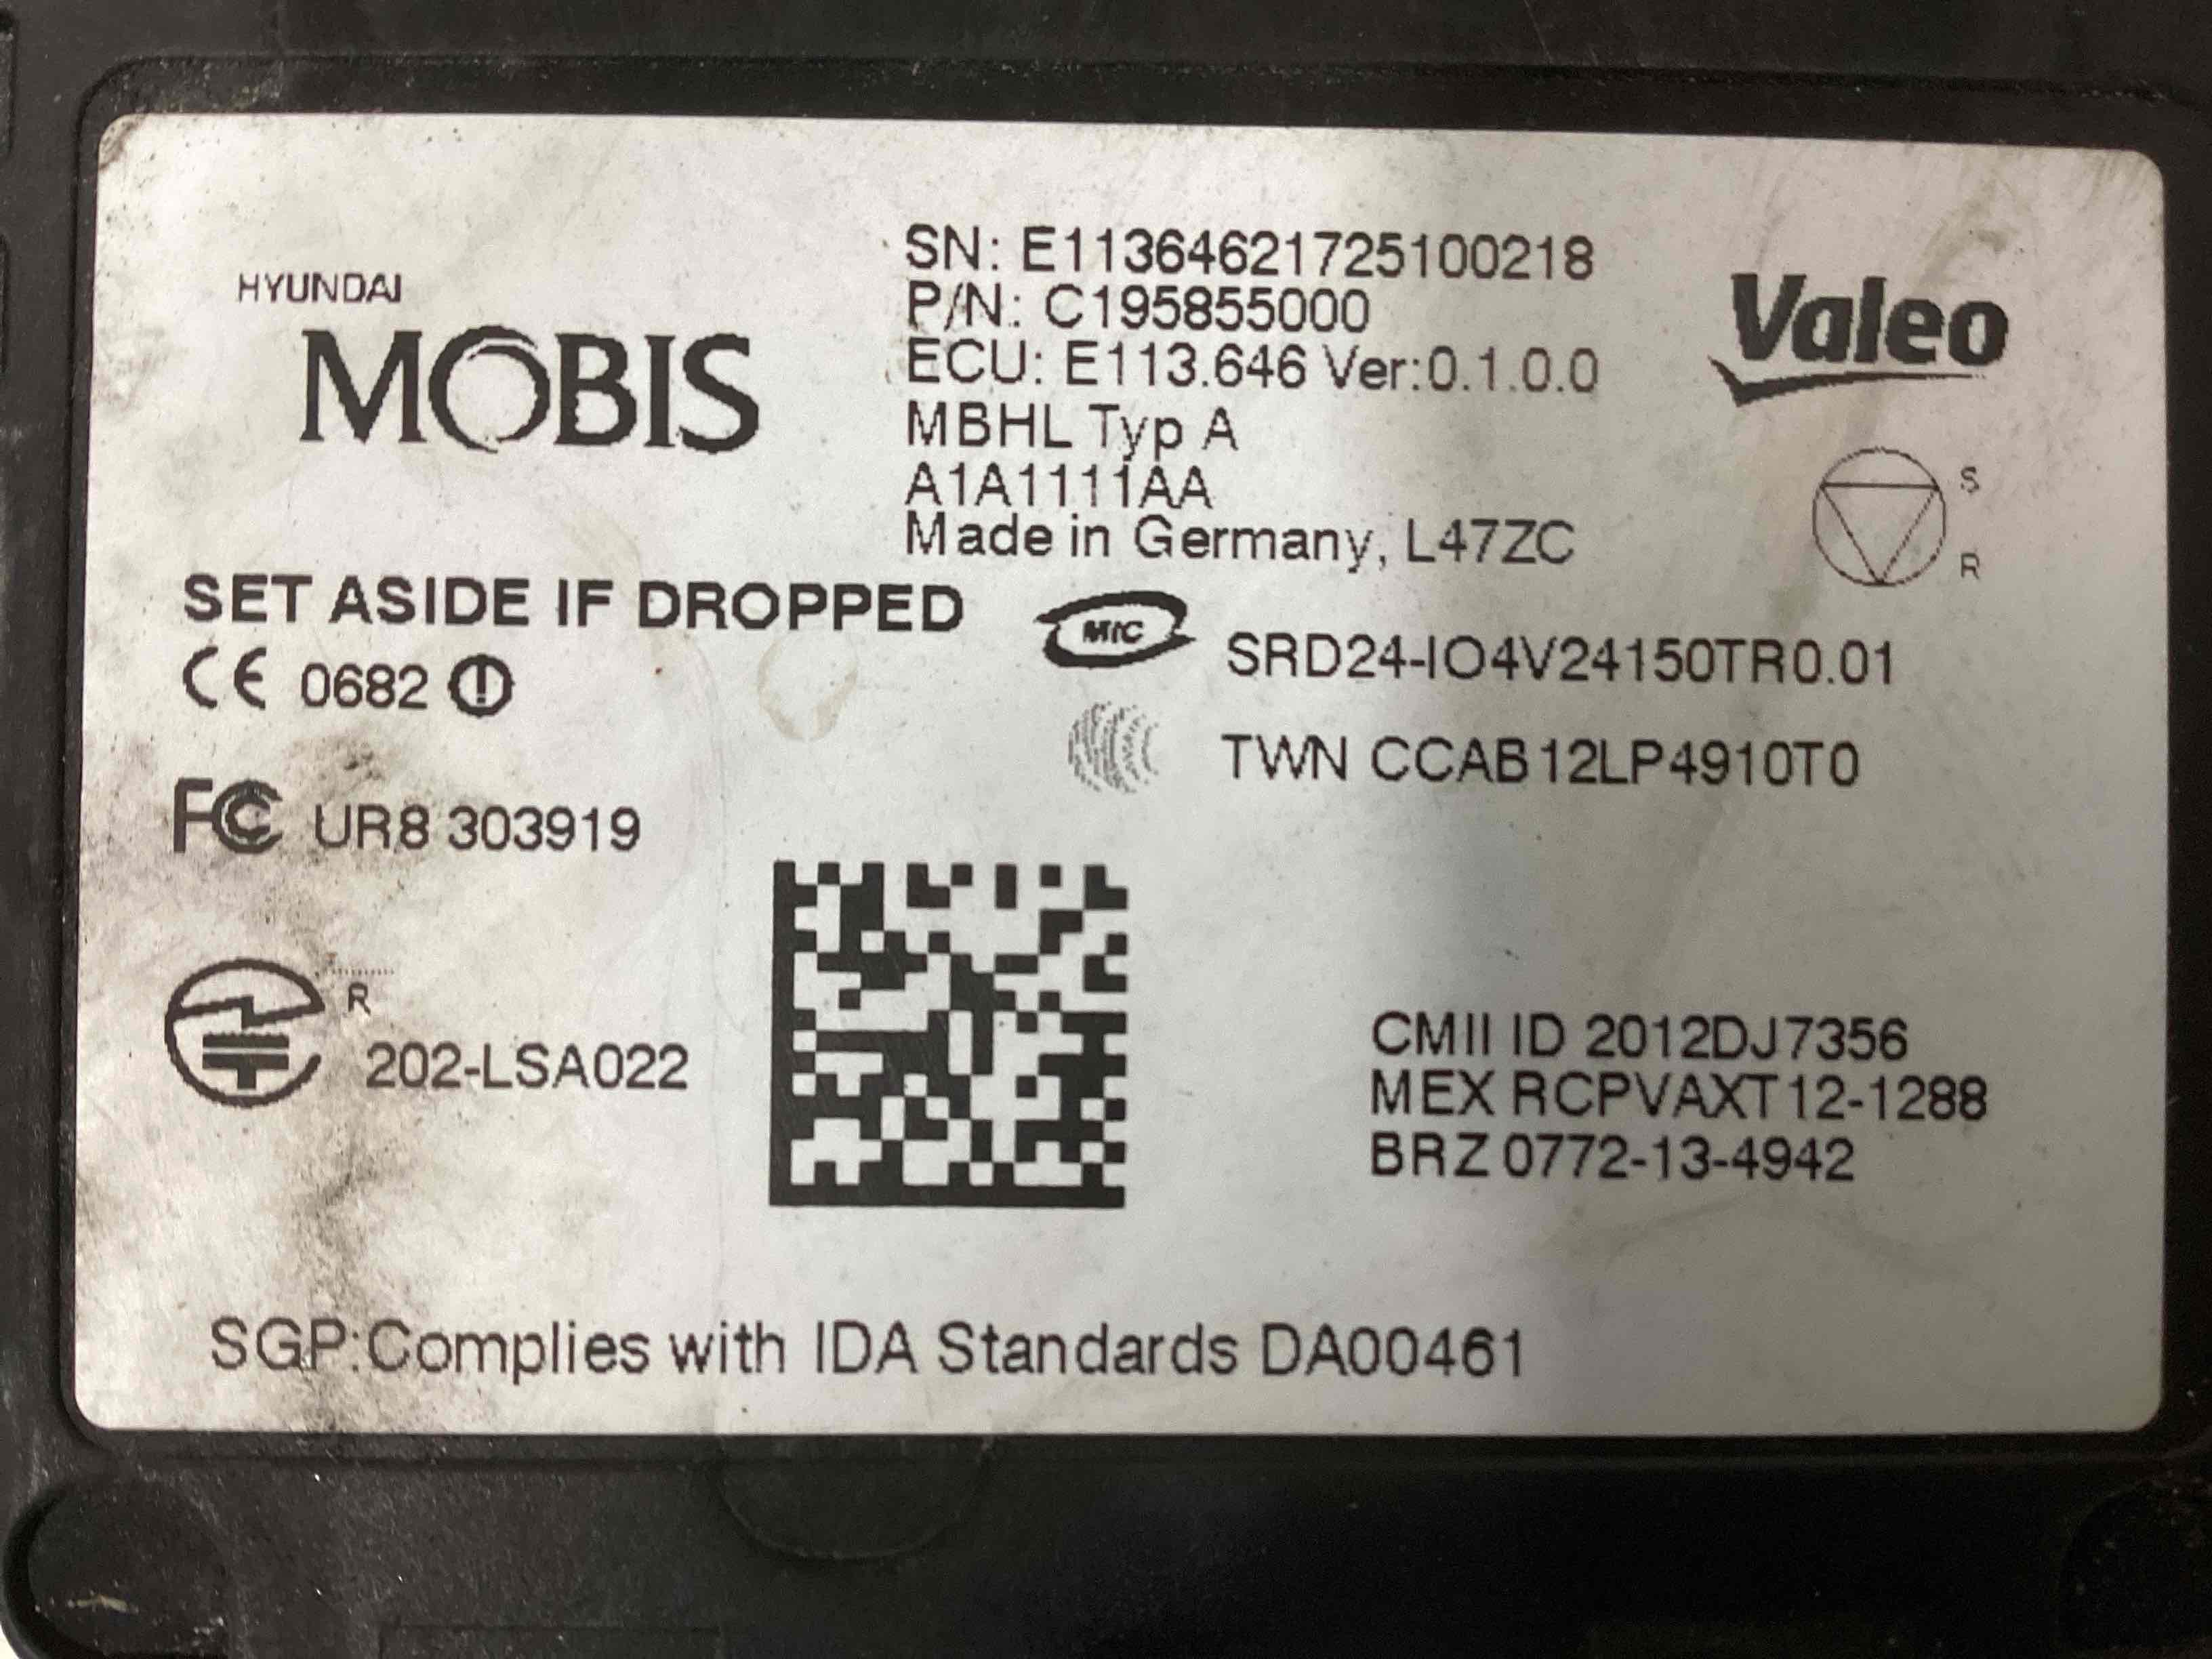 HYUNDAI
MOBIS
SN: E11364621725100218
P/N: C195855000
ECU: E113.646 Ver:0.1.0.0
MBHL Typ A
A1A1111AA
Made in Germany, L47ZC
Valeo
S
R
SET ASIDE IF DROPPED
CE 0682
MIC SRD24-IO4V24150TR0.01
TWN CCAB12LP4910T0
FC UR8 303919
R
202-LSA022
CMII ID 2012DJ7356
MEX RCPVAXT12-1288
BRZ 0772-13-4942
SGP:Complies with IDA Standards DA00461